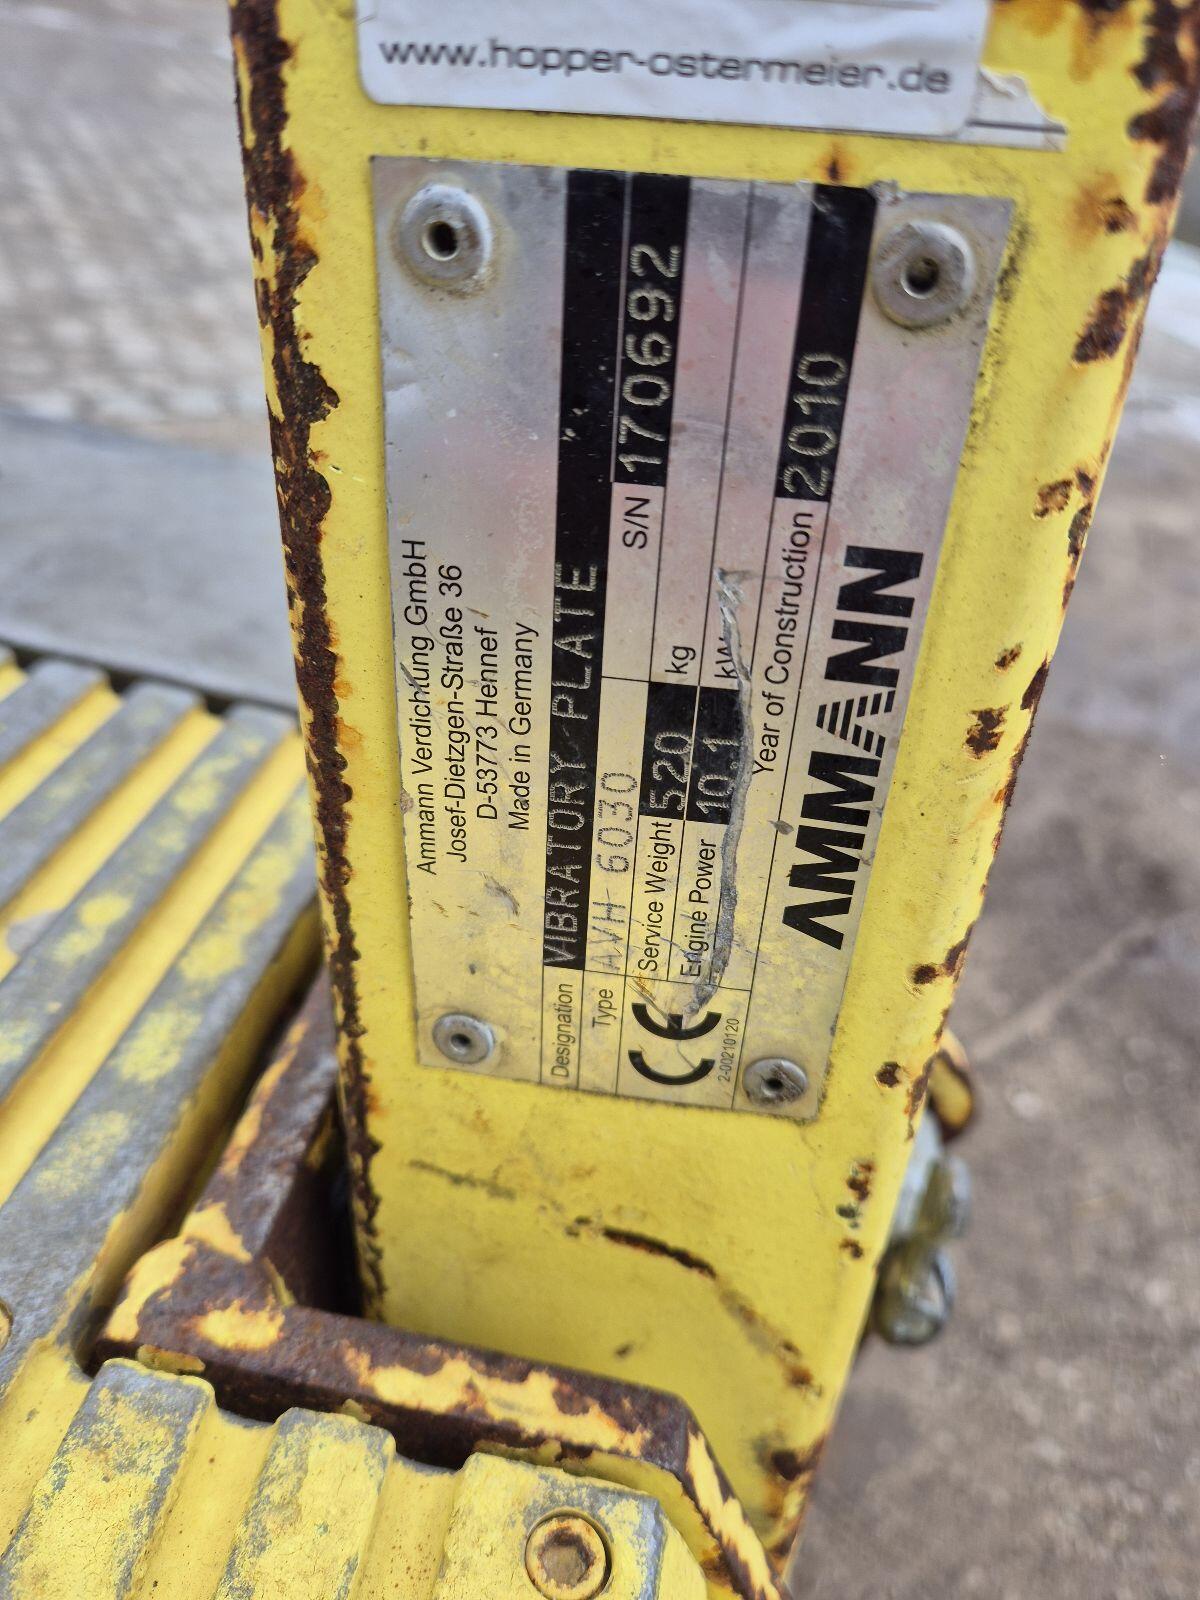 www.hopper-ostermeier.de
Ammann Verdichtung GmbH
Josef-Dietzgen-Straße 36
D-53773 Hennef
Made in Germany
Designation VIBRATORY-PLATE
Type AVH 6030 S/N 170692
Service Weight 520 kg
Engine Power 10.1 kW
Year of Construction 2010
CE
2-00210120
AMMANN